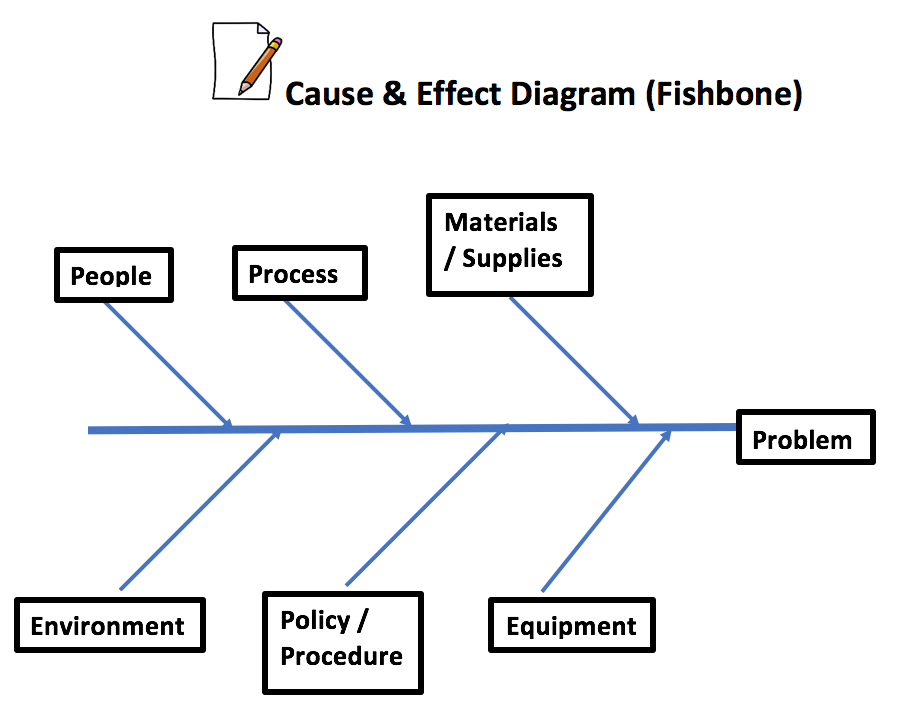 Cause & Effect Diagram (Fishbone)
Materials
/ Supplies
People
Process
Problem
Environment
Policy /
Procedure
Equipment